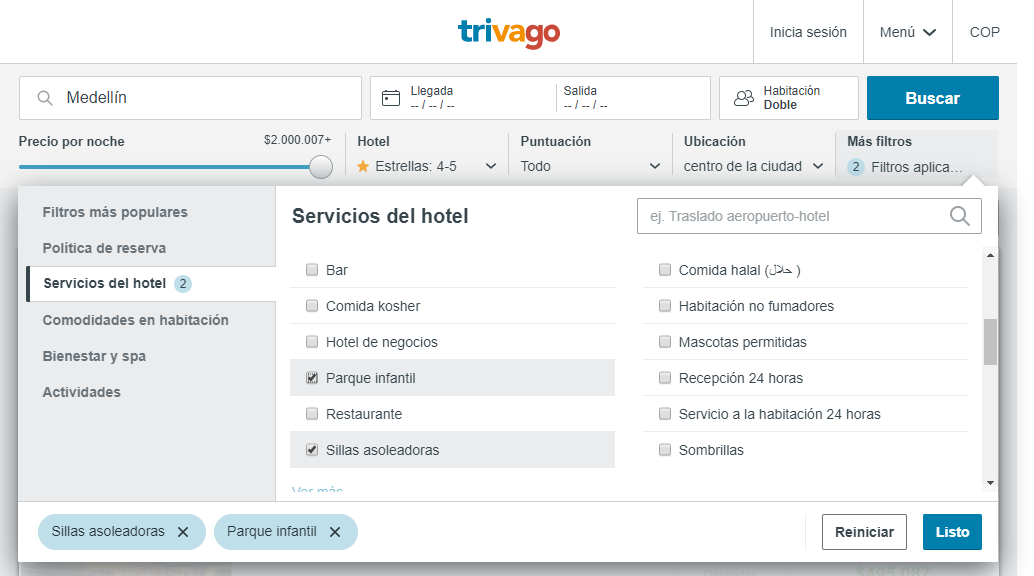 trivago
Inicia sesión
Menú
COP
Medellín
Llegada
-- / -- / --
Salida
-- / -- / --
Habitación
Doble
Buscar
Precio por noche
$2.000.007+
Hotel
Estrellas: 4-5
Puntuación
Todo
Ubicación
centro de la ciudad
Más filtros
2 Filtros aplica...
Filtros más populares
Política de reserva
Servicios del hotel 2
Comodidades en habitación
Bienestar y spa
Actividades
Servicios del hotel
ej. Traslado aeropuerto-hotel
Bar
Comida kosher
Hotel de negocios
Parque infantil
Restaurante
Sillas asoleadoras
Ver más
Comida halal (حلال )
Habitación no fumadores
Mascotas permitidas
Recepción 24 horas
Servicio a la habitación 24 horas
Sombrillas
Sillas asoleadoras
Parque infantil
Reiniciar
Listo
$495.087